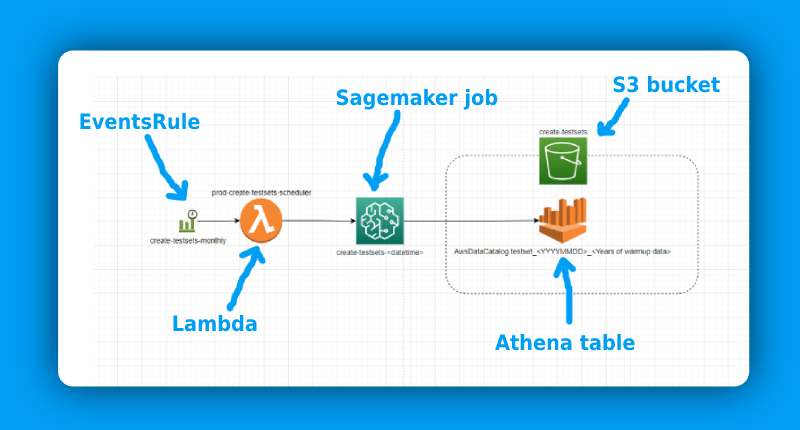 S3 bucket
Sagemaker job
EventsRule
create-testsets
prod-create-testsets-scheduler
create-testsets-monthly
create-testsets-<datetime>
AwsDataCatalog.testset_<YYYYMMDD>_<Years of warmup data>
Lambda
Athena table